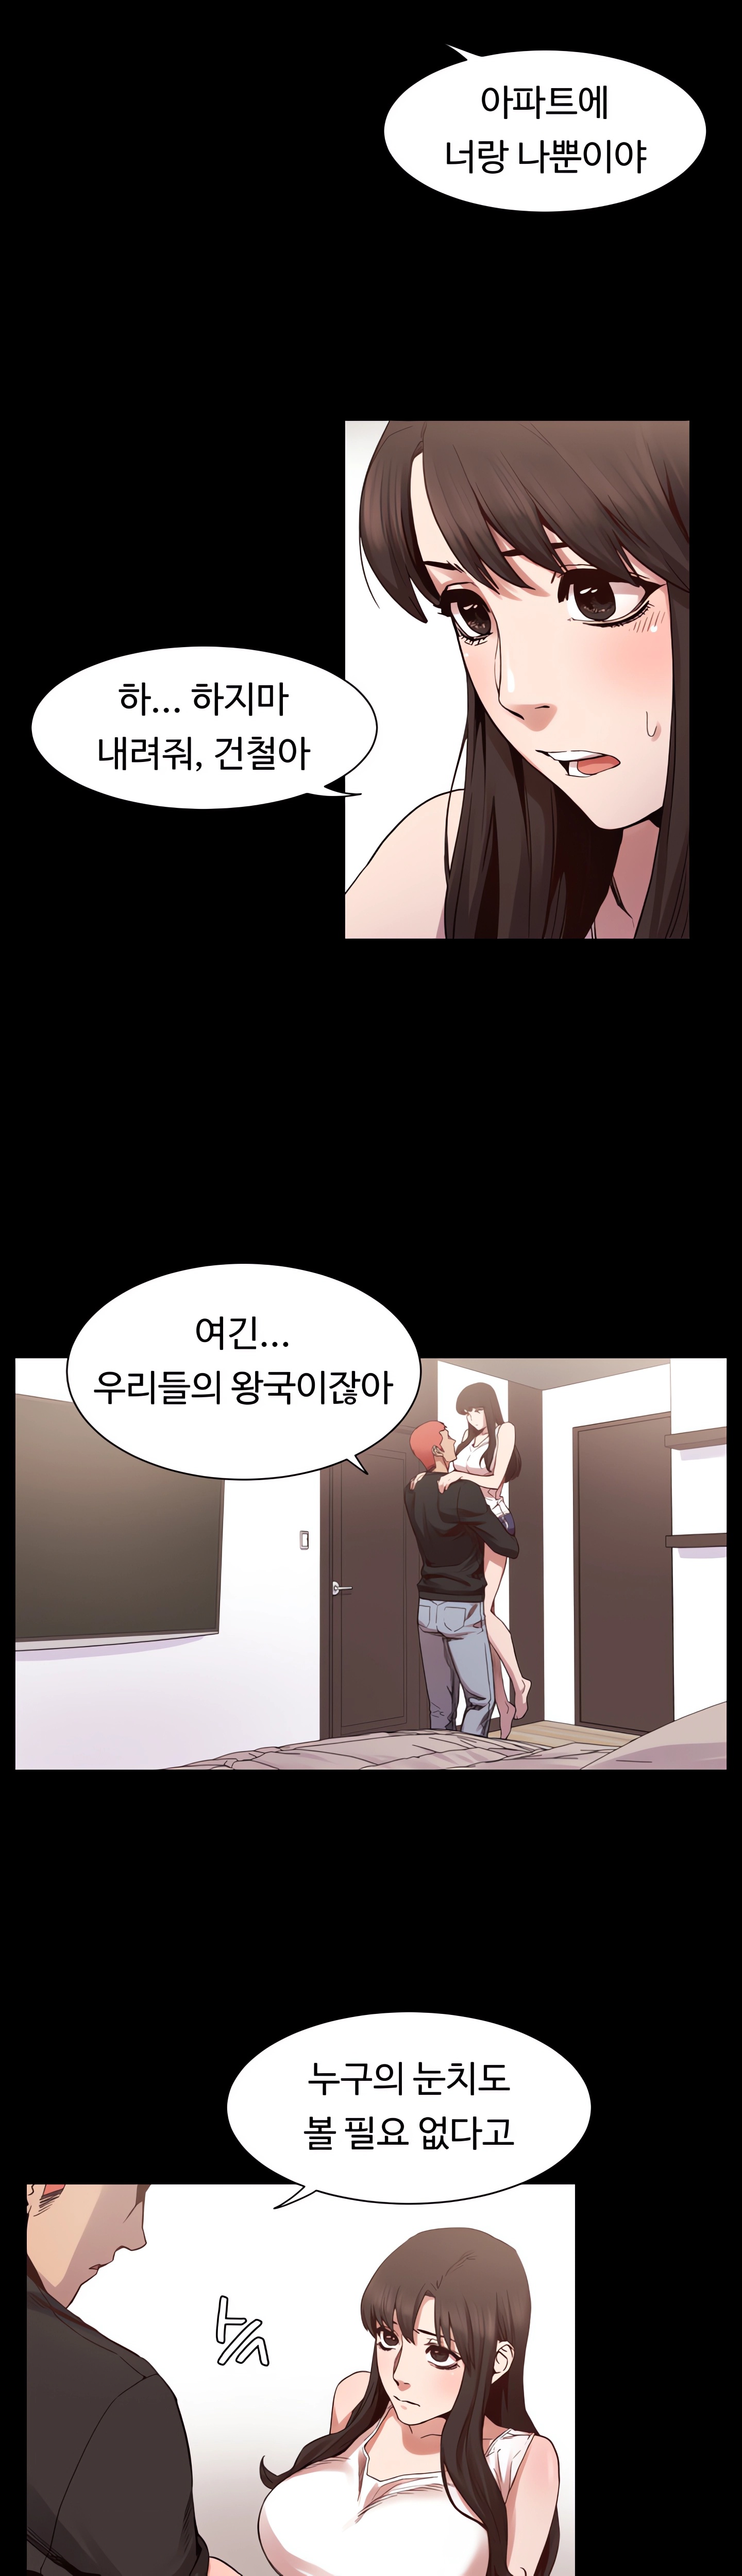 아파트에
너랑 나뿐이야
하... 하지마
내려줘, 건철아
여긴...
우리들의 왕국이잖아
누구의 눈치도
볼 필요 없다고